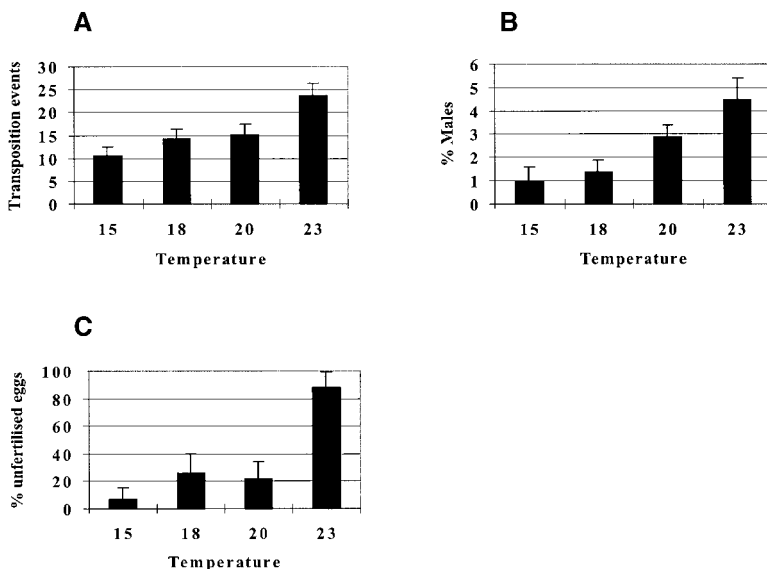 A
Transposition events
30
25
20
15
10
5
0
15 18 20 23
Temperature
B
% Males
6
5
4
3
2
1
0
15 18 20 23
Temperature
C
% unfertilised eggs
100
80
60
40
20
0
15 18 20 23
Temperature